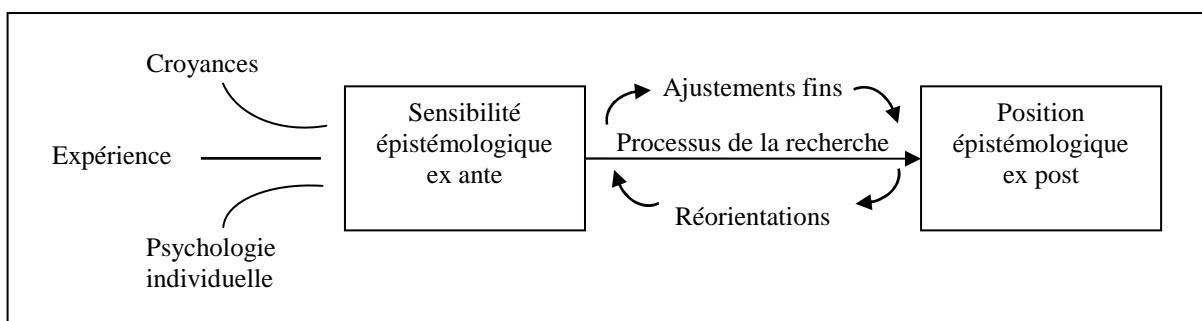 Croyances
Expérience
Psychologie
individuelle
Sensibilité
épistémologique
ex ante
Ajustements fins
Processus de la recherche
Réorientations
Position
épistémologique
ex post